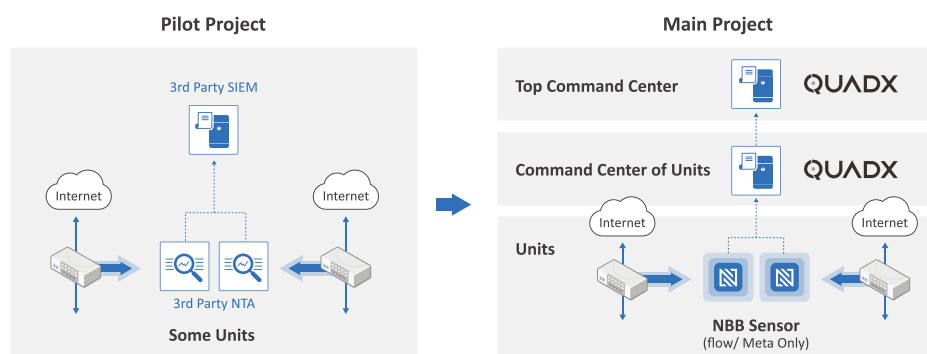 Pilot Project
3rd Party SIEM
Internet
Internet
3rd Party NTA
Some Units
Main Project
Top Command Center
QUADX
Command Center of Units
QUADX
Internet
Internet
Units
NBB Sensor
(flow/ Meta Only)